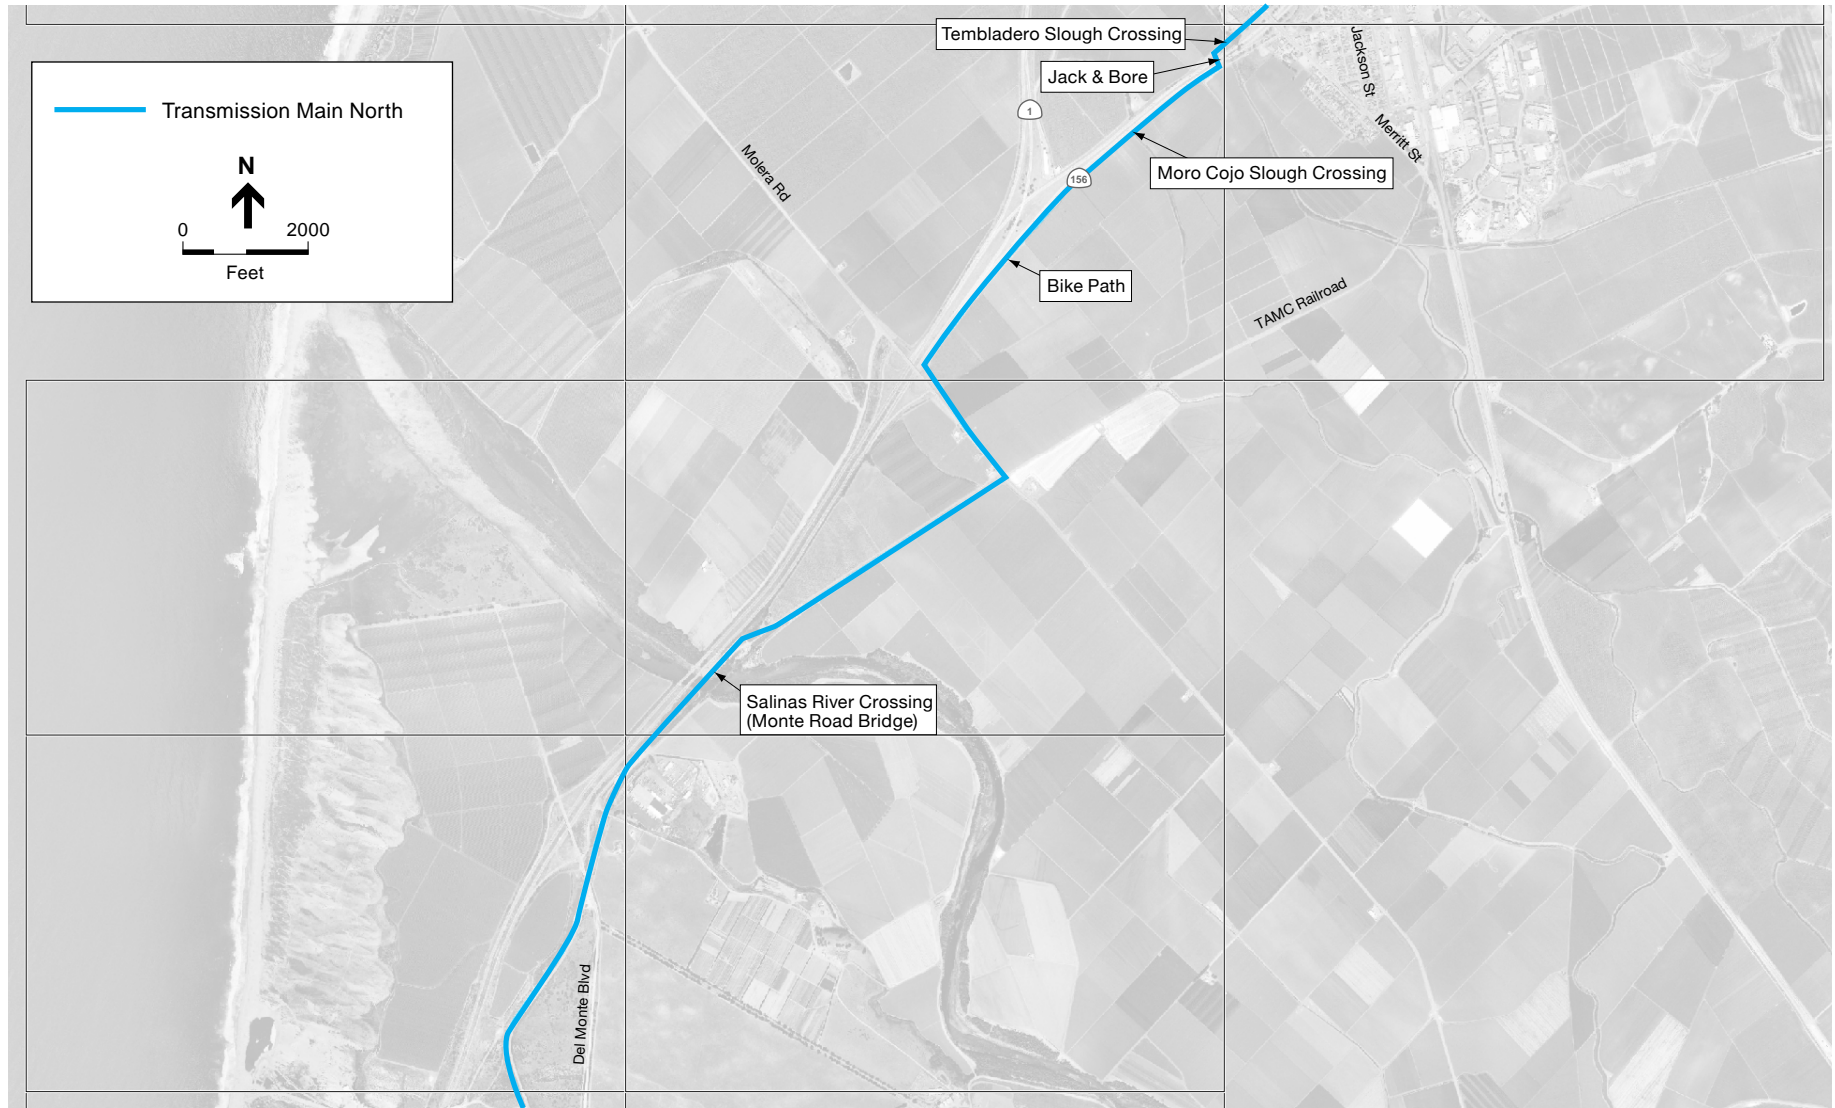 Tembladero Slough Crossing
Jack & Bore
Jackson St
Transmission Main North
1
Merritt St
N
Molera Rd
Moro Cojo Slough Crossing
156
0 2000
Feet
Bike Path
TAMC Railroad
Salinas River Crossing
(Monte Road Bridge)
Del Monte Blvd